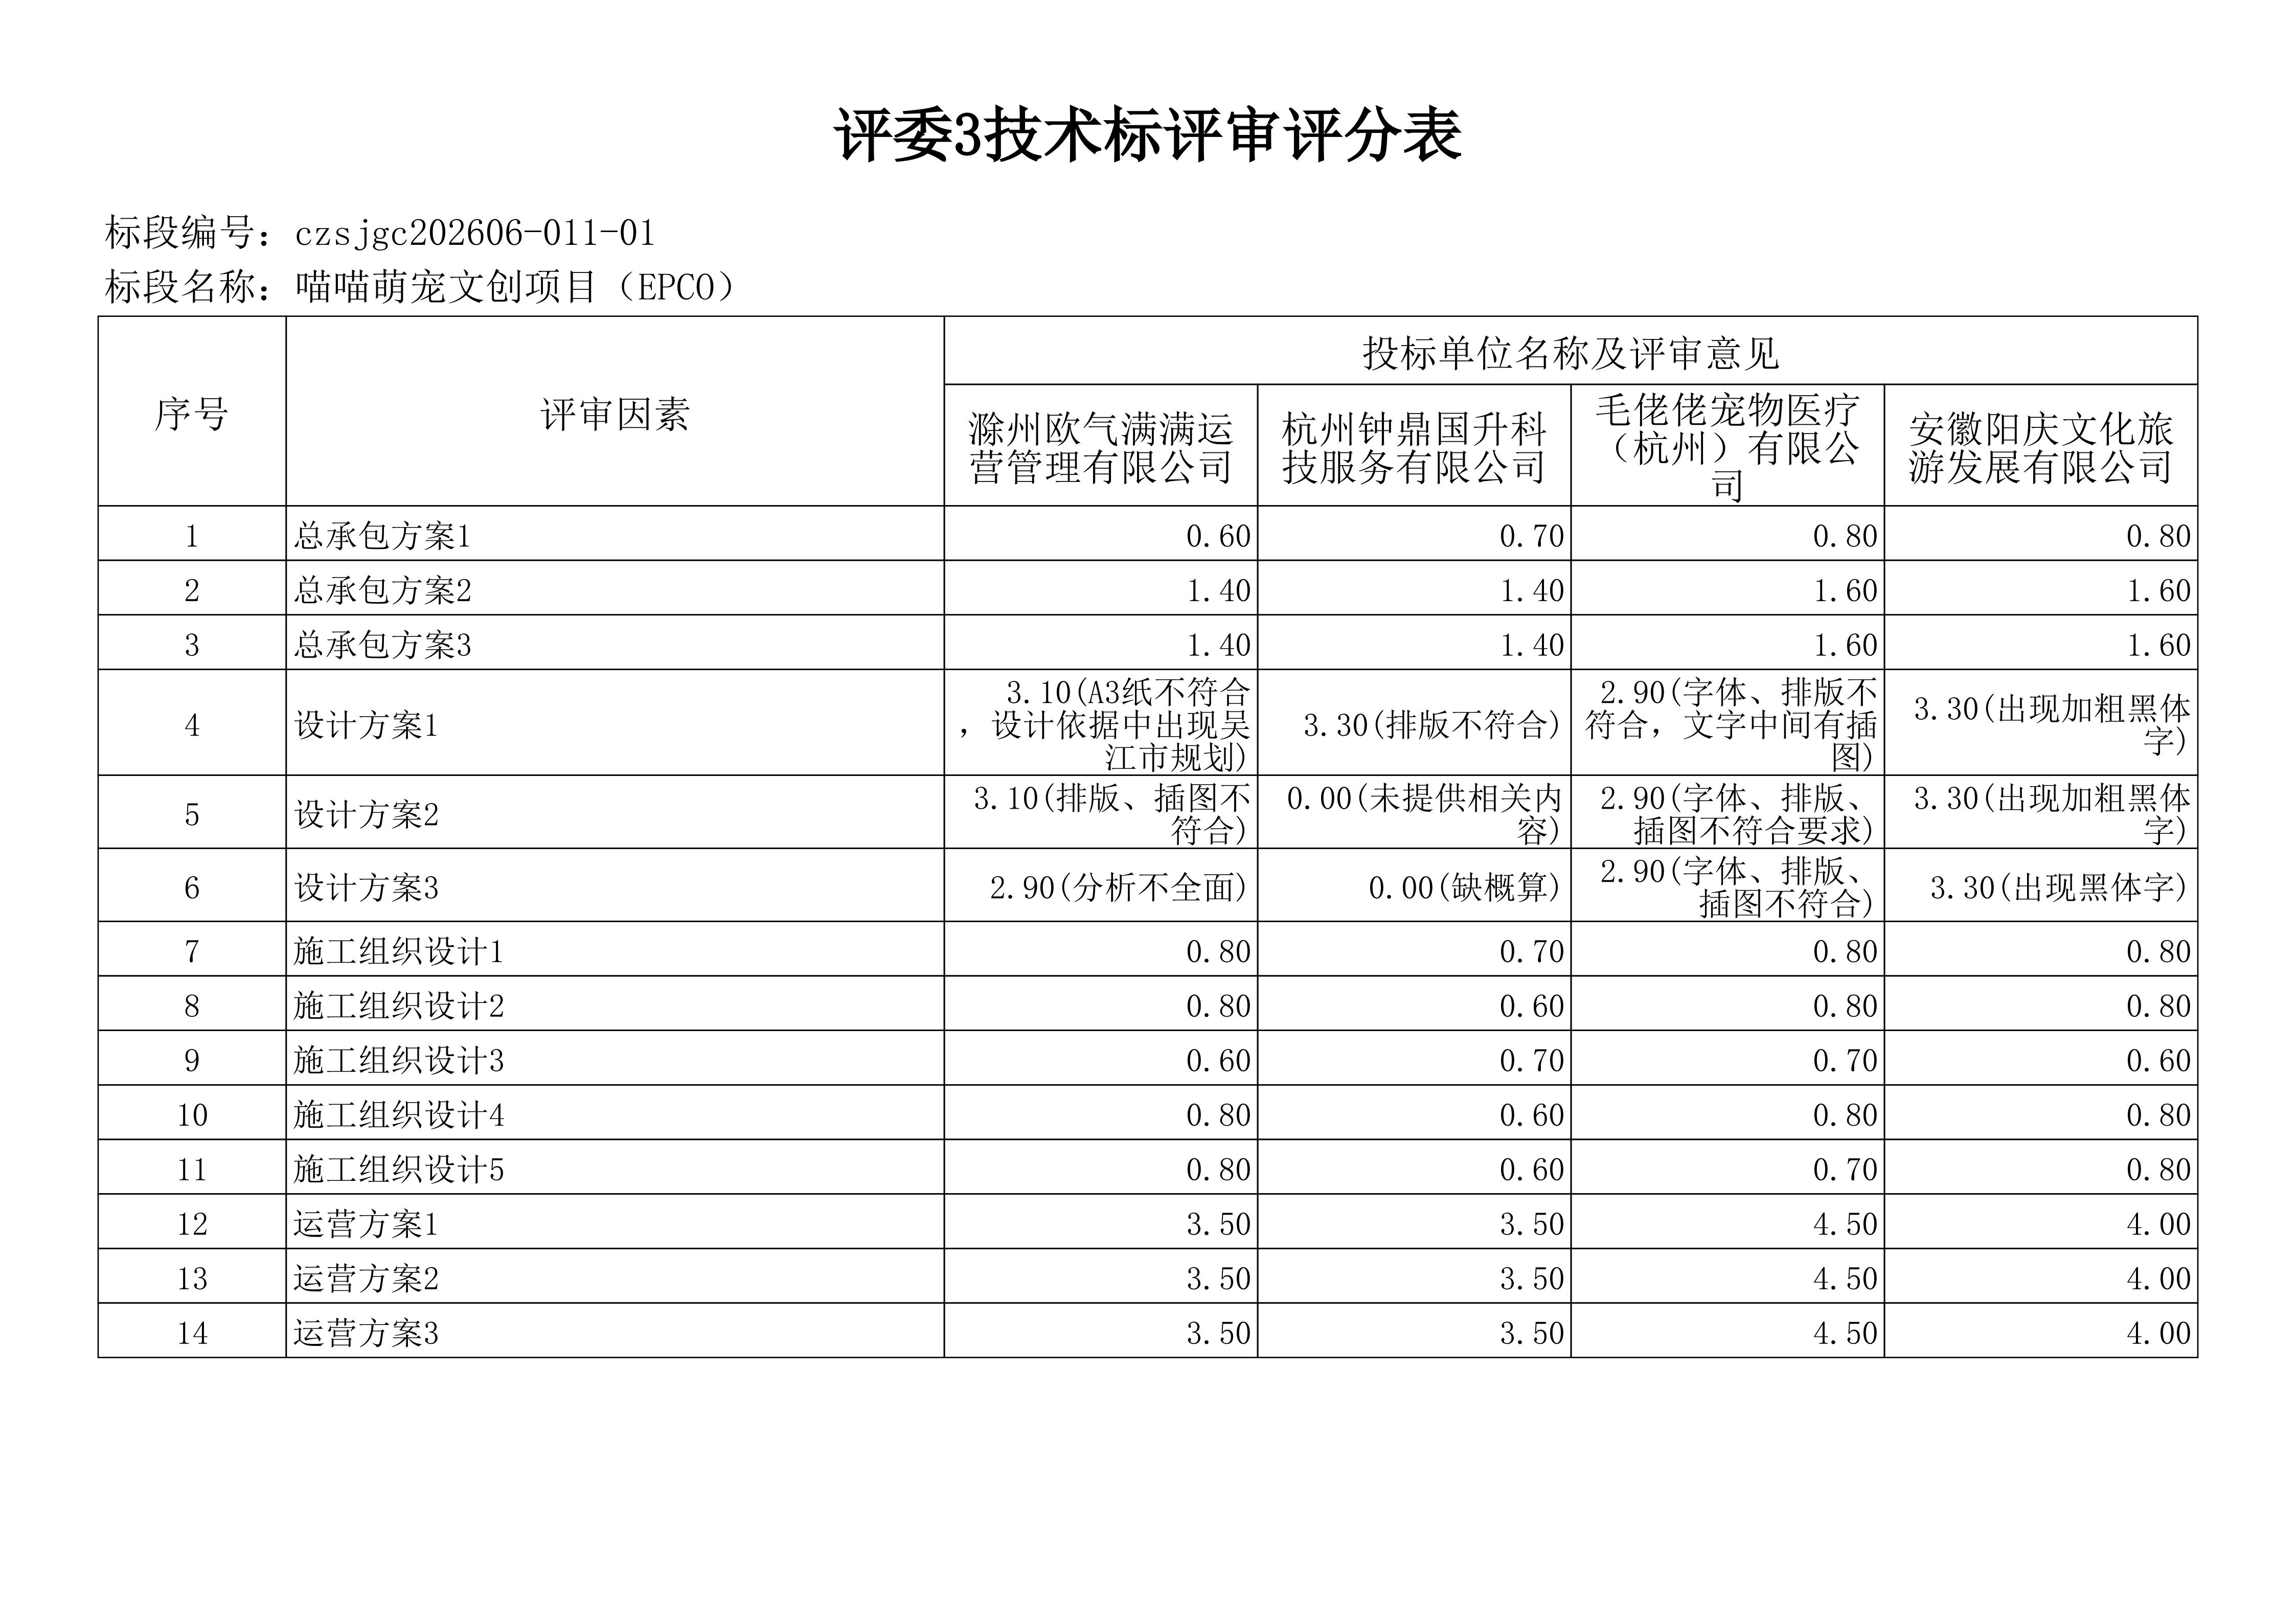 评委3技术标评审评分表
标段编号：czsjgc202606-011-01
标段名称：喵喵萌宠文创项目（EPCO）
序号 评审因素 投标单位名称及评审意见
滁州欧气满满运
营管理有限公司
杭州钟鼎国升科
技服务有限公司
毛佬佬宠物医疗
（杭州）有限公
司
安徽阳庆文化旅
游发展有限公司
1 总承包方案1 0.60 0.70 0.80 0.80
2 总承包方案2 1.40 1.40 1.60 1.60
3 总承包方案3 1.40 1.40 1.60 1.60
4 设计方案1
3.10(A3纸不符合
，设计依据中出现吴
江市规划)
3.30(排版不符合)
2.90(字体、排版不
符合，文字中间有插
图)
3.30(出现加粗黑体
字)
5 设计方案2
3.10(排版、插图不
符合)
0.00(未提供相关内
容)
2.90(字体、排版、
插图不符合要求)
3.30(出现加粗黑体
字)
6 设计方案3
2.90(分析不全面)
0.00(缺概算)
2.90(字体、排版、
插图不符合)
3.30(出现黑体字)
7 施工组织设计1 0.80 0.70 0.80 0.80
8 施工组织设计2 0.80 0.60 0.80 0.80
9 施工组织设计3 0.60 0.70 0.70 0.60
10 施工组织设计4 0.80 0.60 0.80 0.80
11 施工组织设计5 0.80 0.60 0.70 0.80
12 运营方案1 3.50 3.50 4.50 4.00
13 运营方案2 3.50 3.50 4.50 4.00
14 运营方案3 3.50 3.50 4.50 4.00